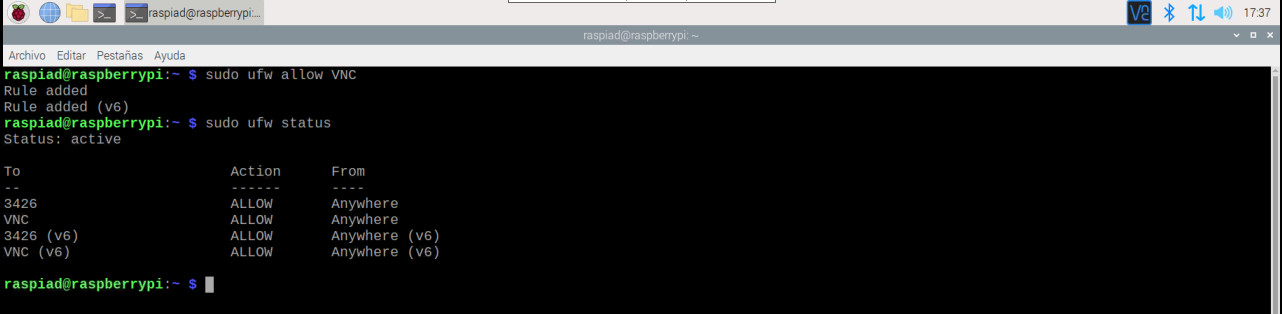 raspiad@raspberrypi:... 17:37
raspiad@raspberrypi: ~
Archivo Editar Pestañas Ayuda
raspiad@raspberrypi:~ $ sudo ufw allow VNC
Rule added
Rule added (v6)
raspiad@raspberrypi:~ $ sudo ufw status
Status: active
To Action From
-- ------ ----
3426 ALLOW Anywhere
VNC ALLOW Anywhere
3426 (v6) ALLOW Anywhere (v6)
VNC (v6) ALLOW Anywhere (v6)
raspiad@raspberrypi:~ $